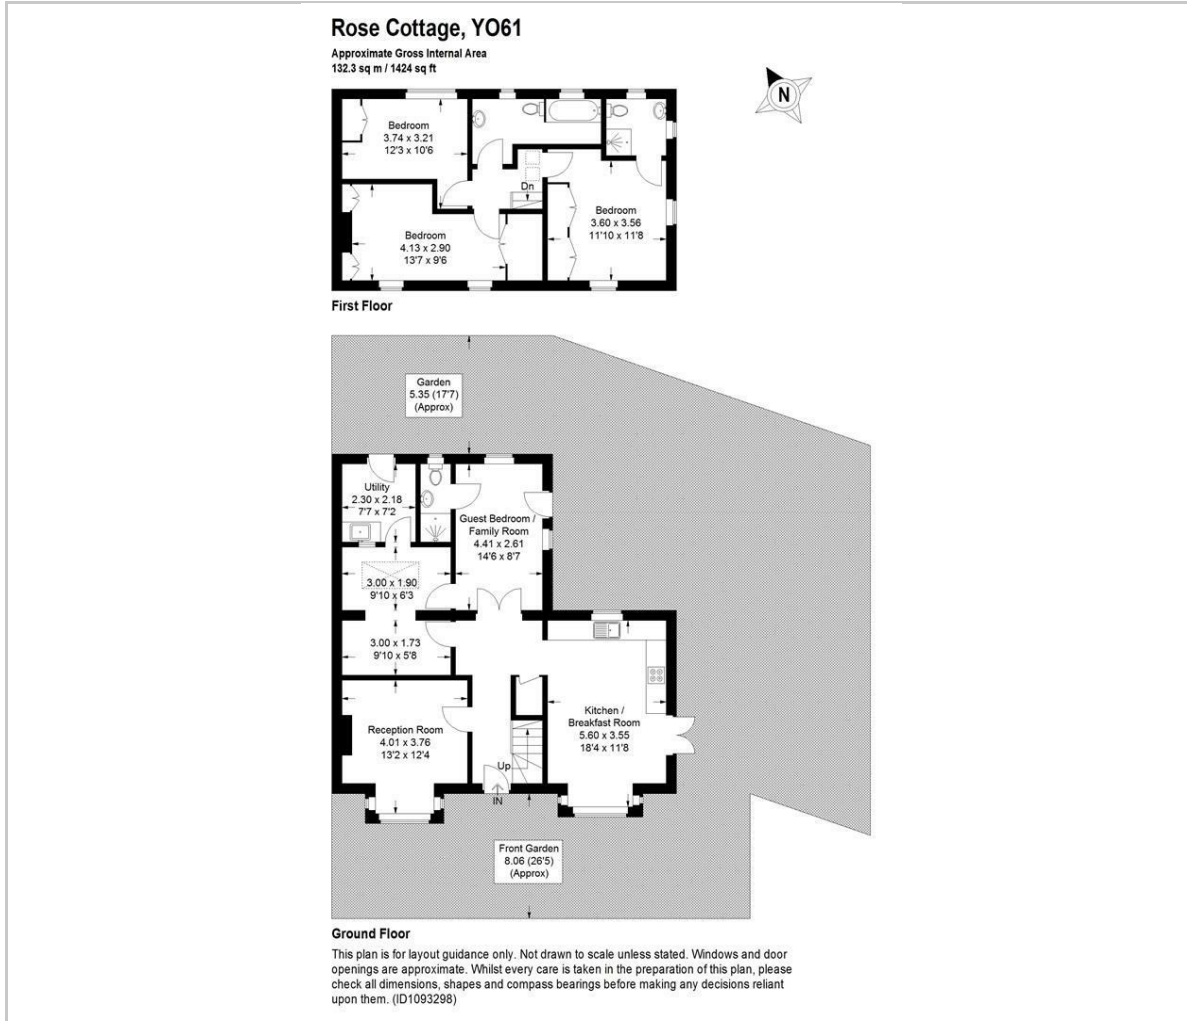 Rose Cottage, YO61
Approximate Gross Internal Area
132.3 sq m / 1424 sq ft
N
Bedroom
3.74 x 3.21
12'3 x 10'6
Dn
Bedroom
3.60 x 3.56
11'10 x 11'8
Bedroom
4.13 x 2.90
13'7 x 9'6
First Floor
Garden
5.35 (17'7)
(Approx)
Utility
2.30 x 2.18
7'7 x 7'2
Guest Bedroom /
Family Room
4.41 x 2.61
14'6 x 8'7
3.00 x 1.90
9'10 x 6'3
3.00 x 1.73
9'10 x 5'8
Kitchen /
Breakfast Room
5.60 x 3.55
18'4 x 11'8
Reception Room
4.01 x 3.76
13'2 x 12'4
Up
IN
Front Garden
8.06 (26'5)
(Approx)
Ground Floor
This plan is for layout guidance only. Not drawn to scale unless stated. Windows and door
openings are approximate. Whilst every care is taken in the preparation of this plan, please
check all dimensions, shapes and compass bearings before making any decisions reliant
upon them. (ID1093298)